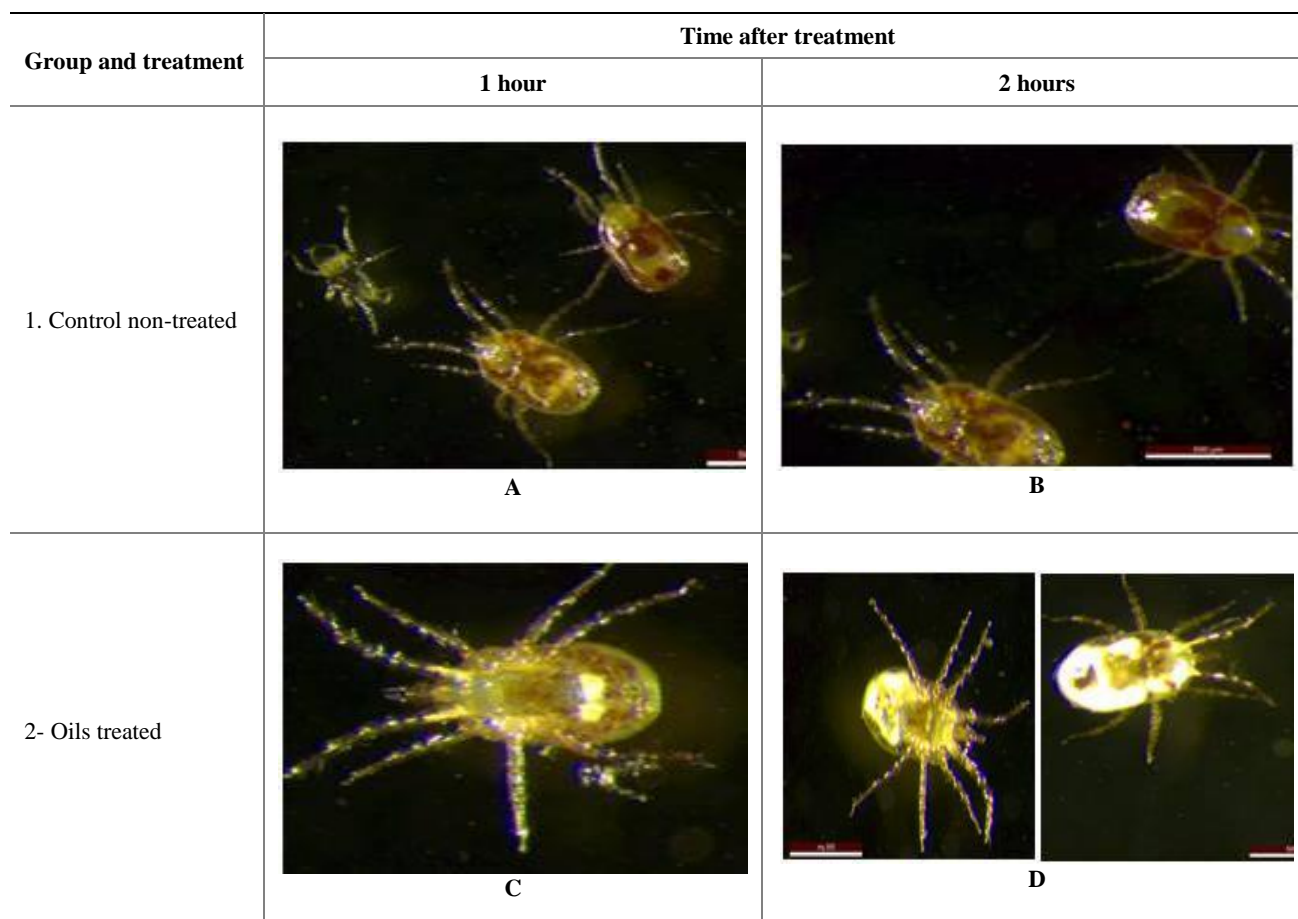 Group and treatment
Time after treatment
1 hour
2 hours
1. Control non-treated
A
B
2- Oils treated
C
D